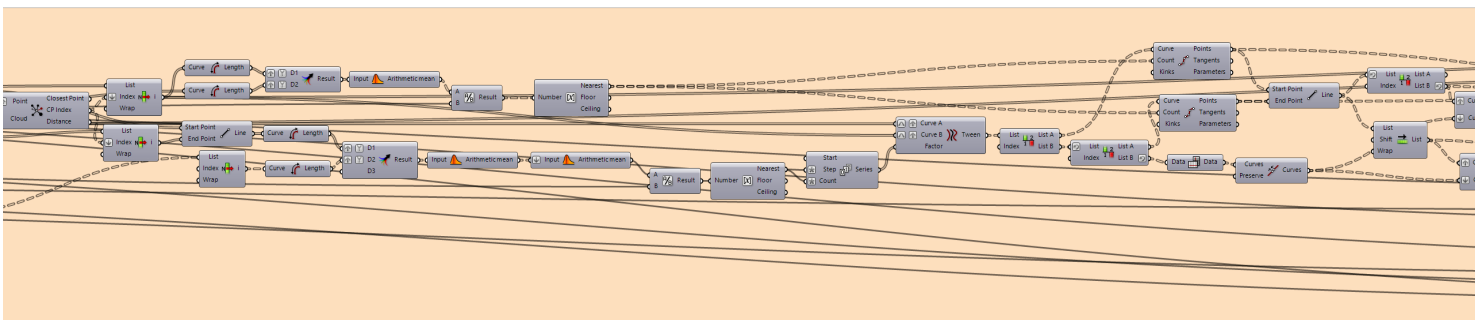 Point
Cloud
Closest Point
CP Index
Distance
List
Index
Wrap
i
List
Index
Wrap
i
Curve
Length
Curve
Length
D1
D2
Result
Input
Arithmetic mean
A
B
Result
Number
Nearest
Floor
Ceiling
Start Point
End Point
Line
Curve
Length
List
Index
Wrap
i
Curve
Length
D1
D2
D3
Result
Input
Arithmetic mean
Input
Arithmetic mean
A
B
Result
Number
Nearest
Floor
Ceiling
Start
Step
Count
Series
Curve A
Curve B
Factor
Tween
List
Index
List A
List B
List
Index
List A
List B
Curve
Count
Kinks
Points
Tangents
Parameters
Curve
Count
Kinks
Points
Tangents
Parameters
Data
Data
Curves
Preserve
Curves
Start Point
End Point
Line
List
Index
List A
List B
List
Shift
Wrap
List